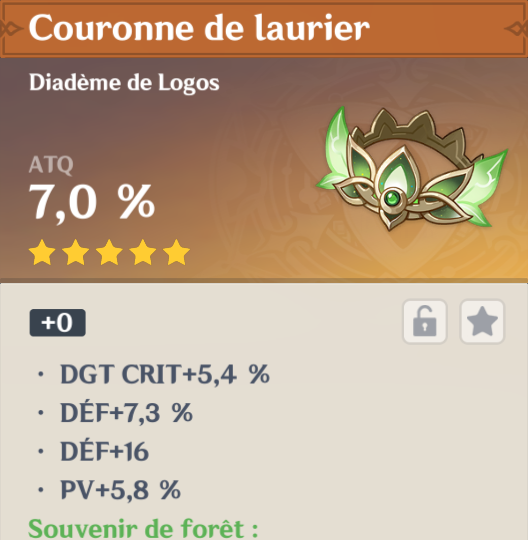 Couronne de laurier
Diadème de Logos
ATQ
7,0 %
+0
· DGT CRIT+5,4 %
· DÉF+7,3 %
· DÉF+16
· PV+5,8 %
Souvenir de forêt :